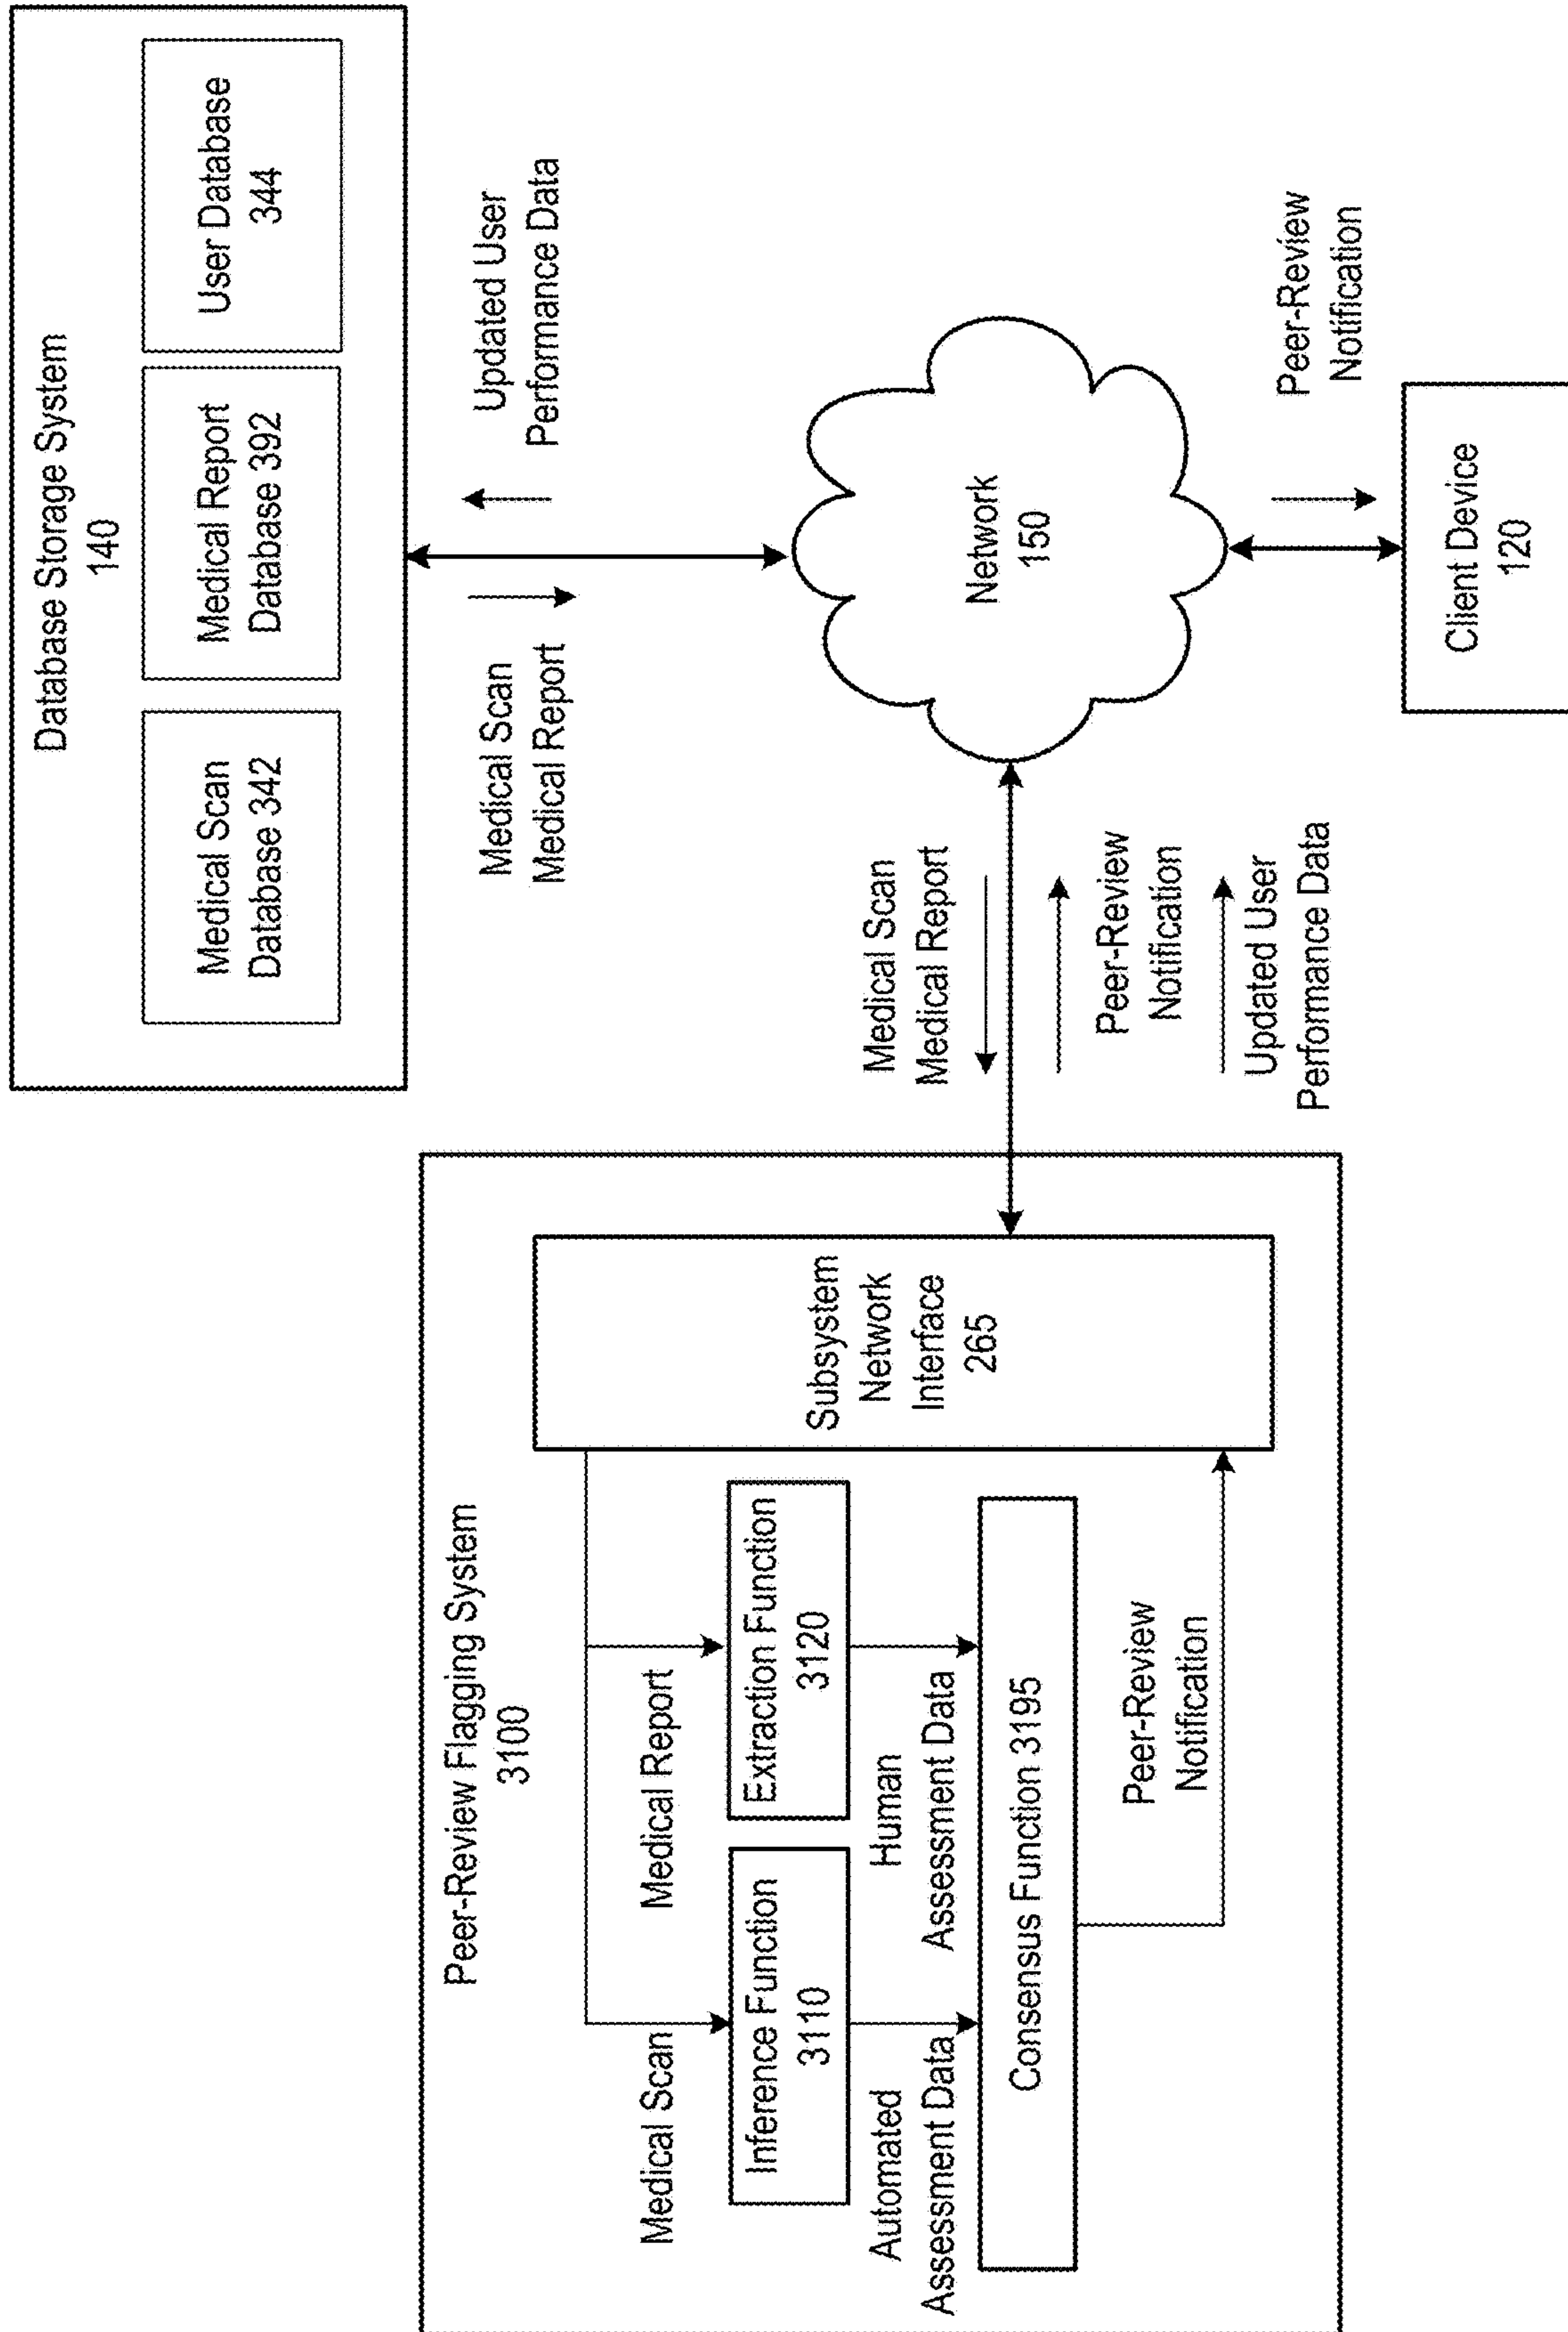 Database Storage System
140
Medical Scan
Database 342
Medical Report
Database 392
User Database
344
Medical Scan
Medical Report
Updated User
Performance Data
Peer-Review Flagging System
3100
Medical Scan
Medical Report
Inference Function
3110
Extraction Function
3120
Automated
Assessment Data
Human
Assessment Data
Consensus Function 3195
Peer-Review
Notification
Subsystem
Network
Interface
265
Medical Scan
Medical Report
Peer-Review
Notification
Updated User
Performance Data
Network
150
Peer-Review
Notification
Client Device
120